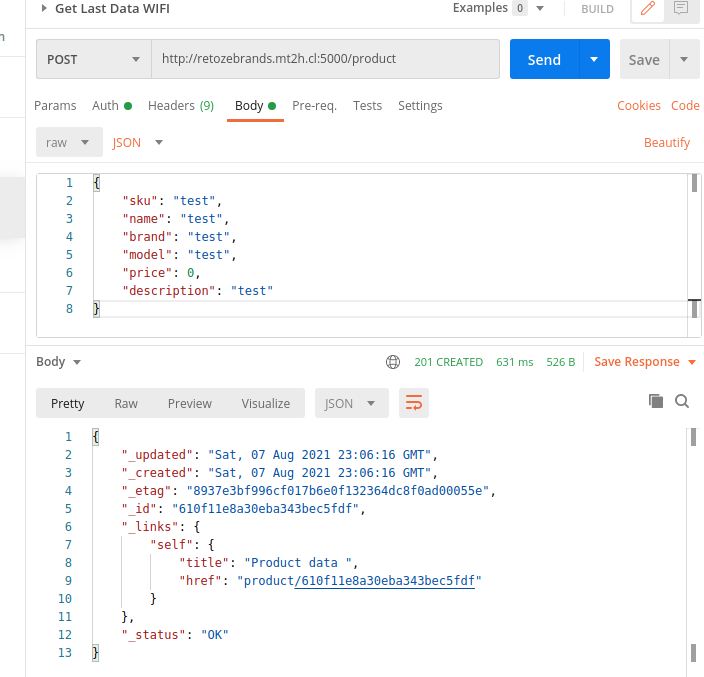 Get Last Data WIFI Examples 0 BUILD
n
POST http://retozebrands.mt2h.cl:5000/product Send Save
Params Auth Headers (9) Body Pre-req. Tests Settings Cookies Code
raw JSON Beautify
1 {
2 "sku": "test",
3 "name": "test",
4 "brand": "test",
5 "model": "test",
6 "price": 0,
7 "description": "test"
8 }
Body 201 CREATED 631 ms 526 B Save Response
Pretty Raw Preview Visualize JSON
1 {
2 "_updated": "Sat, 07 Aug 2021 23:06:16 GMT",
3 "_created": "Sat, 07 Aug 2021 23:06:16 GMT",
4 "_etag": "8937e3bf996cf017b6e0f132364dc8f0ad00055e",
5 "_id": "610f11e8a30eba343bec5fdf",
6 "_links": {
7 "self": {
8 "title": "Product data ",
9 "href": "product/610f11e8a30eba343bec5fdf"
10 }
11 },
12 "_status": "OK"
13 }